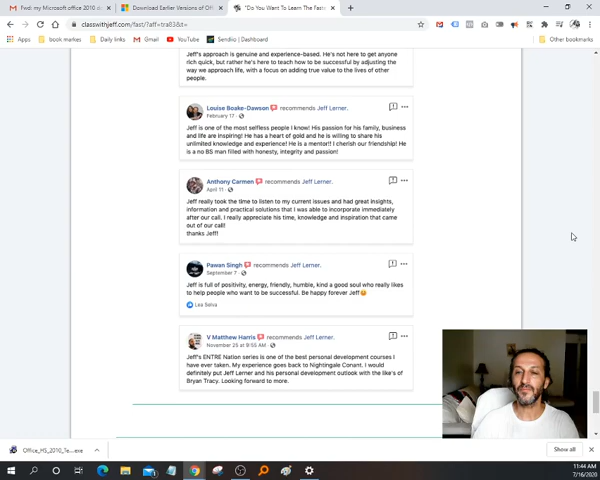 Fwd: my Microsoft office 2010 d
Download Earlier Versions of Off
"Do You Want To Learn The Faste
classwithjeff.com/fast/?aff=tra83&d=
Apps
book markes
Daily links
Gmail
YouTube
Sendiio | Dashboard
Other bookmarks
Jeff's approach is genuine and experience-based. He's not here to get anyone
rich quick, but rather he's here to teach how to be successful by adjusting the
way we approach life, with a focus on adding true value to the lives of other
people.
Louise Boake-Dawson recommends Jeff Lerner.
February 17
Jeff is one of the most selfless people I know! His passion for his family, business
and life are inspiring! He has a heart of gold and he is willing to share his
unlimited knowledge and experience! He is a mentor!! I cherish our friendship! He
is a no BS man filled with honesty, integrity and passion!
Anthony Carmen recommends Jeff Lerner.
April 11
Jeff really took the time to listen to my current issues and had great insights,
information and practical solutions that I was able to incorporate immediately
after our call. I really appreciate his time, knowledge and inspiration that came
out of our call!
thanks Jeff!
Pawan Singh recommends Jeff Lerner.
September 7
Jeff is full of positivity, energy, friendly, humble, kind a good soul who really likes
to help people who want to be successful. Be happy forever Jeff
Lea Selva
V Matthew Harris recommends Jeff Lerner.
November 25 at 9:55 AM
Jeff's ENTRE Nation series is one of the best personal development courses I
have ever taken. My experience goes back to Nightingale Conant. I would
definitely put Jeff Lerner and his personal development outlook with the like's of
Bryan Tracy. Looking forward to more.
Office_HS_2010_Te....exe
Show all
11:44 AM
7/16/2020